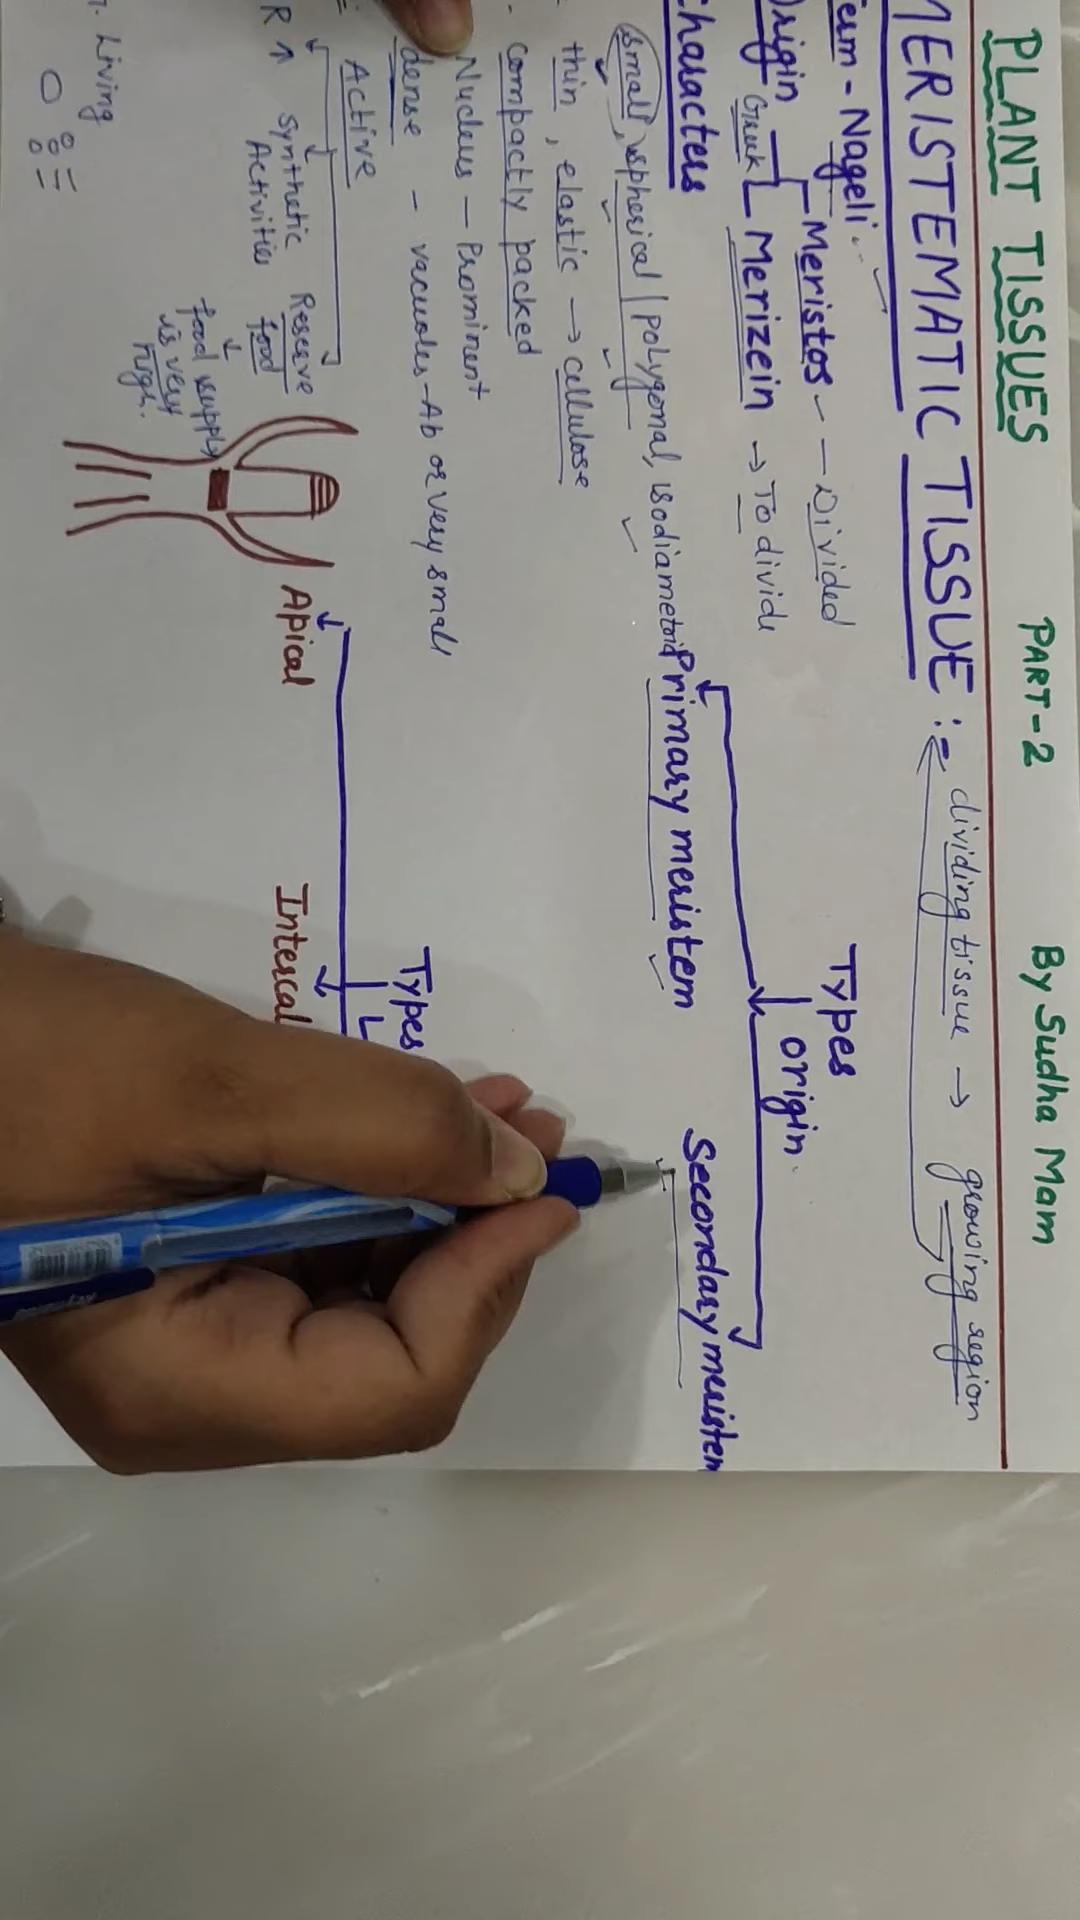 PLANT TISSUES PART-2 By Sudha Mam
MERISTEMATIC TISSUE :- dividing tissue → growing region
Term - Nageli..
Origin Meristos - - Divided
Greek Merizein → To divide
Characters
small, spherical / polygonal, isodiametric
thin, elastic → cellulose
compactly packed
Nucleus - Prominent
dense - vacuoles - Ab or very small
Active
R ↑ Synthetic Activities
Reserve food
food supply is very high.
7. Living
Types
origin
Primary meristem
Secondary meristem
Types
Apical
Intercal